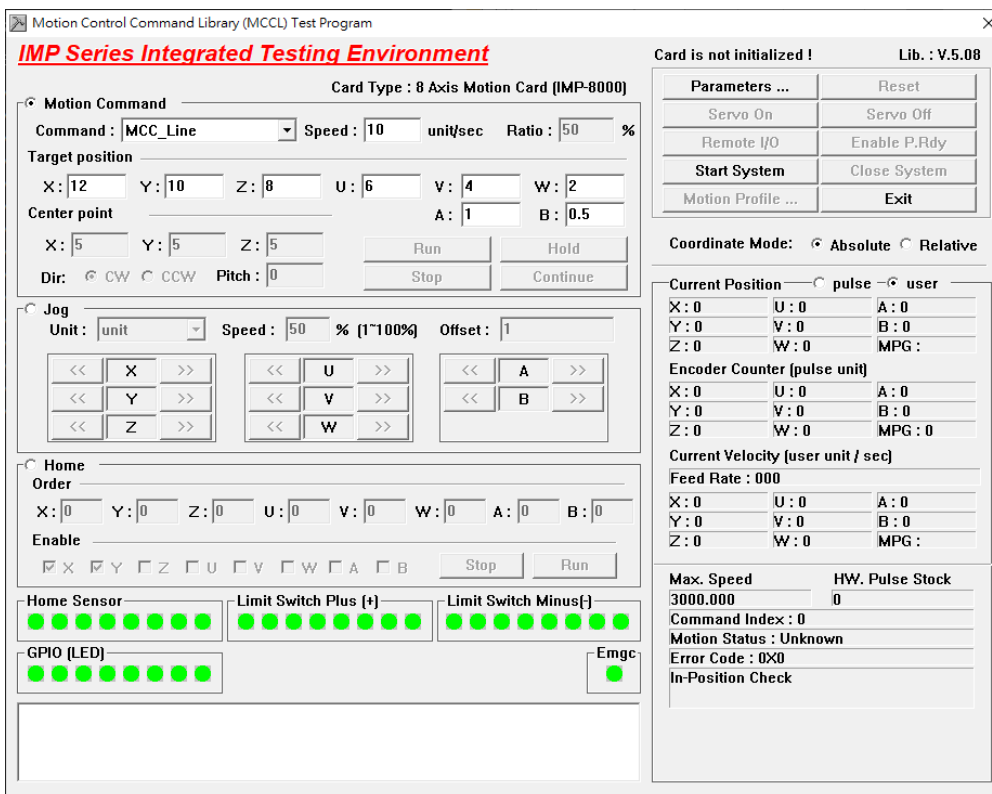 Motion Control Command Library (MCCL) Test Program
IMP Series Integrated Testing Environment
Card Type : 8 Axis Motion Card (IMP-8000)
Motion Command
Command : MCC_Line Speed : 10 unit/sec Ratio : 50 %
Target position
X : 12 Y : 10 Z : 8 U : 6 V : 4 W : 2
Center point A : 1 B : 0.5
X : 5 Y : 5 Z : 5 Run Hold
Dir: CW CCW Pitch : 0 Stop Continue
Jog
Unit : unit Speed : 50 % (1~100%) Offset : 1
<< X >> << U >> << A >>
<< Y >> << V >> << B >>
<< Z >> << W >>
Home
Order
X : 0 Y : 0 Z : 0 U : 0 V : 0 W : 0 A : 0 B : 0
Enable
X Y Z U V W A B Stop Run
Home Sensor Limit Switch Plus (+) Limit Switch Minus(-)
GPIO (LED) Emgc
Card is not initialized ! Lib. : V.5.08
Parameters ... Reset
Servo On Servo Off
Remote I/O Enable P.Rdy
Start System Close System
Motion Profile ... Exit
Coordinate Mode: Absolute Relative
Current Position pulse user
X : 0 U : 0 A : 0
Y : 0 V : 0 B : 0
Z : 0 W : 0 MPG :
Encoder Counter (pulse unit)
X : 0 U : 0 A : 0
Y : 0 V : 0 B : 0
Z : 0 W : 0 MPG : 0
Current Velocity (user unit / sec)
Feed Rate : 000
X : 0 U : 0 A : 0
Y : 0 V : 0 B : 0
Z : 0 W : 0 MPG :
Max. Speed HW. Pulse Stock
3000.000 0
Command Index : 0
Motion Status : Unknown
Error Code : 0X0
In-Position Check